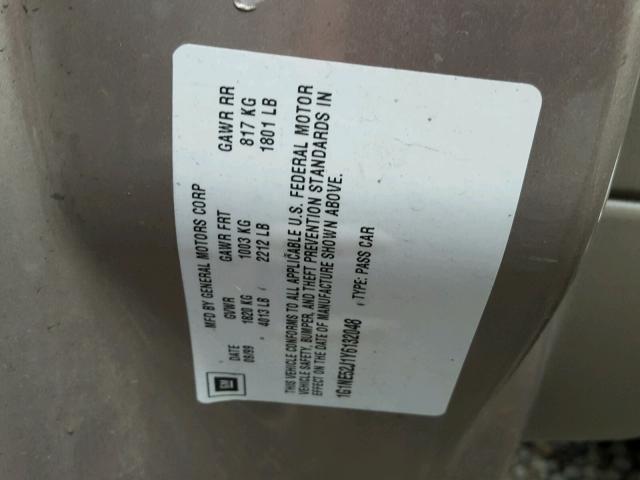 GM
MFD BY GENERAL MOTORS CORP
DATE GVWR GAWR FRT GAWR RR
09/99 1820 KG 1003 KG 817 KG
4013 LB 2212 LB 1801 LB
THIS VEHICLE CONFORMS TO ALL APPLICABLE U.S. FEDERAL MOTOR
VEHICLE SAFETY, BUMPER, AND THEFT PREVENTION STANDARDS IN
EFFECT ON THE DATE OF MANUFACTURE SHOWN ABOVE.
1G1NE52J1Y6132048 TYPE: PASS CAR